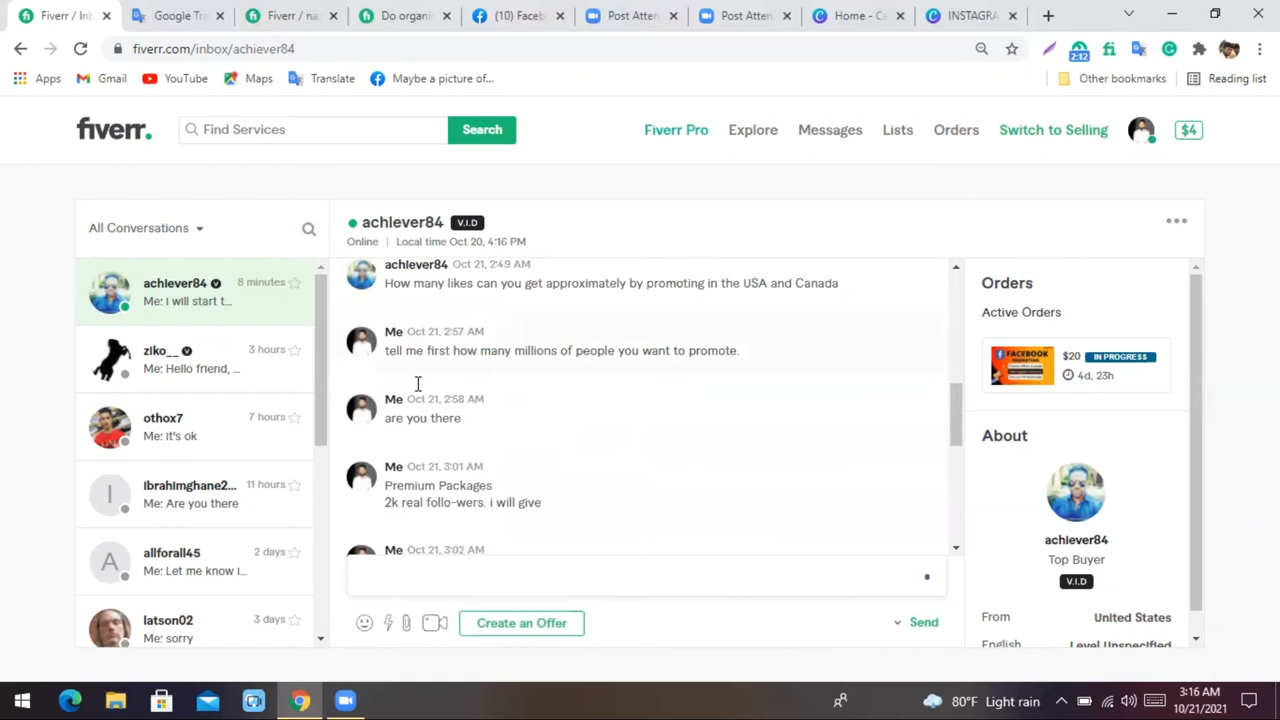 Fiverr / Inb
Google Tra
Fiverr / na
Do organi
(10) Faceb
Post Atten
Post Atten
Home - Ca
INSTAGRA
fiverr.com/inbox/achiever84
2:12
Apps
Gmail
YouTube
Maps
Translate
Maybe a picture of...
Other bookmarks
Reading list
fiverr.
Find Services
Search
Fiverr Pro
Explore
Messages
Lists
Orders
Switch to Selling
$4
All Conversations
achiever84
8 minutes
Me: I will start t...
ziko__
3 hours
Me: Hello friend, ...
othox7
7 hours
Me: it's ok
Ibrahimghane2...
11 hours
Me: Are you there
A
allforall45
2 days
Me: Let me know i...
latson02
3 days
Me: sorry
achiever84 V.I.D
Online | Local time Oct 20, 4:16 PM
achiever84 Oct 21, 2:49 AM
How many likes can you get approximately by promoting in the USA and Canada
Me Oct 21, 2:57 AM
tell me first how many millions of people you want to promote.
Me Oct 21, 2:58 AM
are you there
Me Oct 21, 3:01 AM
Premium Packages
2k real follo-wers. i will give
Me Oct 21, 3:02 AM
Create an Offer
Send
Orders
Active Orders
FACEBOOK
MARKETING
$20 IN PROGRESS
4d, 23h
About
achiever84
Top Buyer
V.I.D
From
United States
English
Level Unspecified
80°F Light rain
3:16 AM
10/21/2021